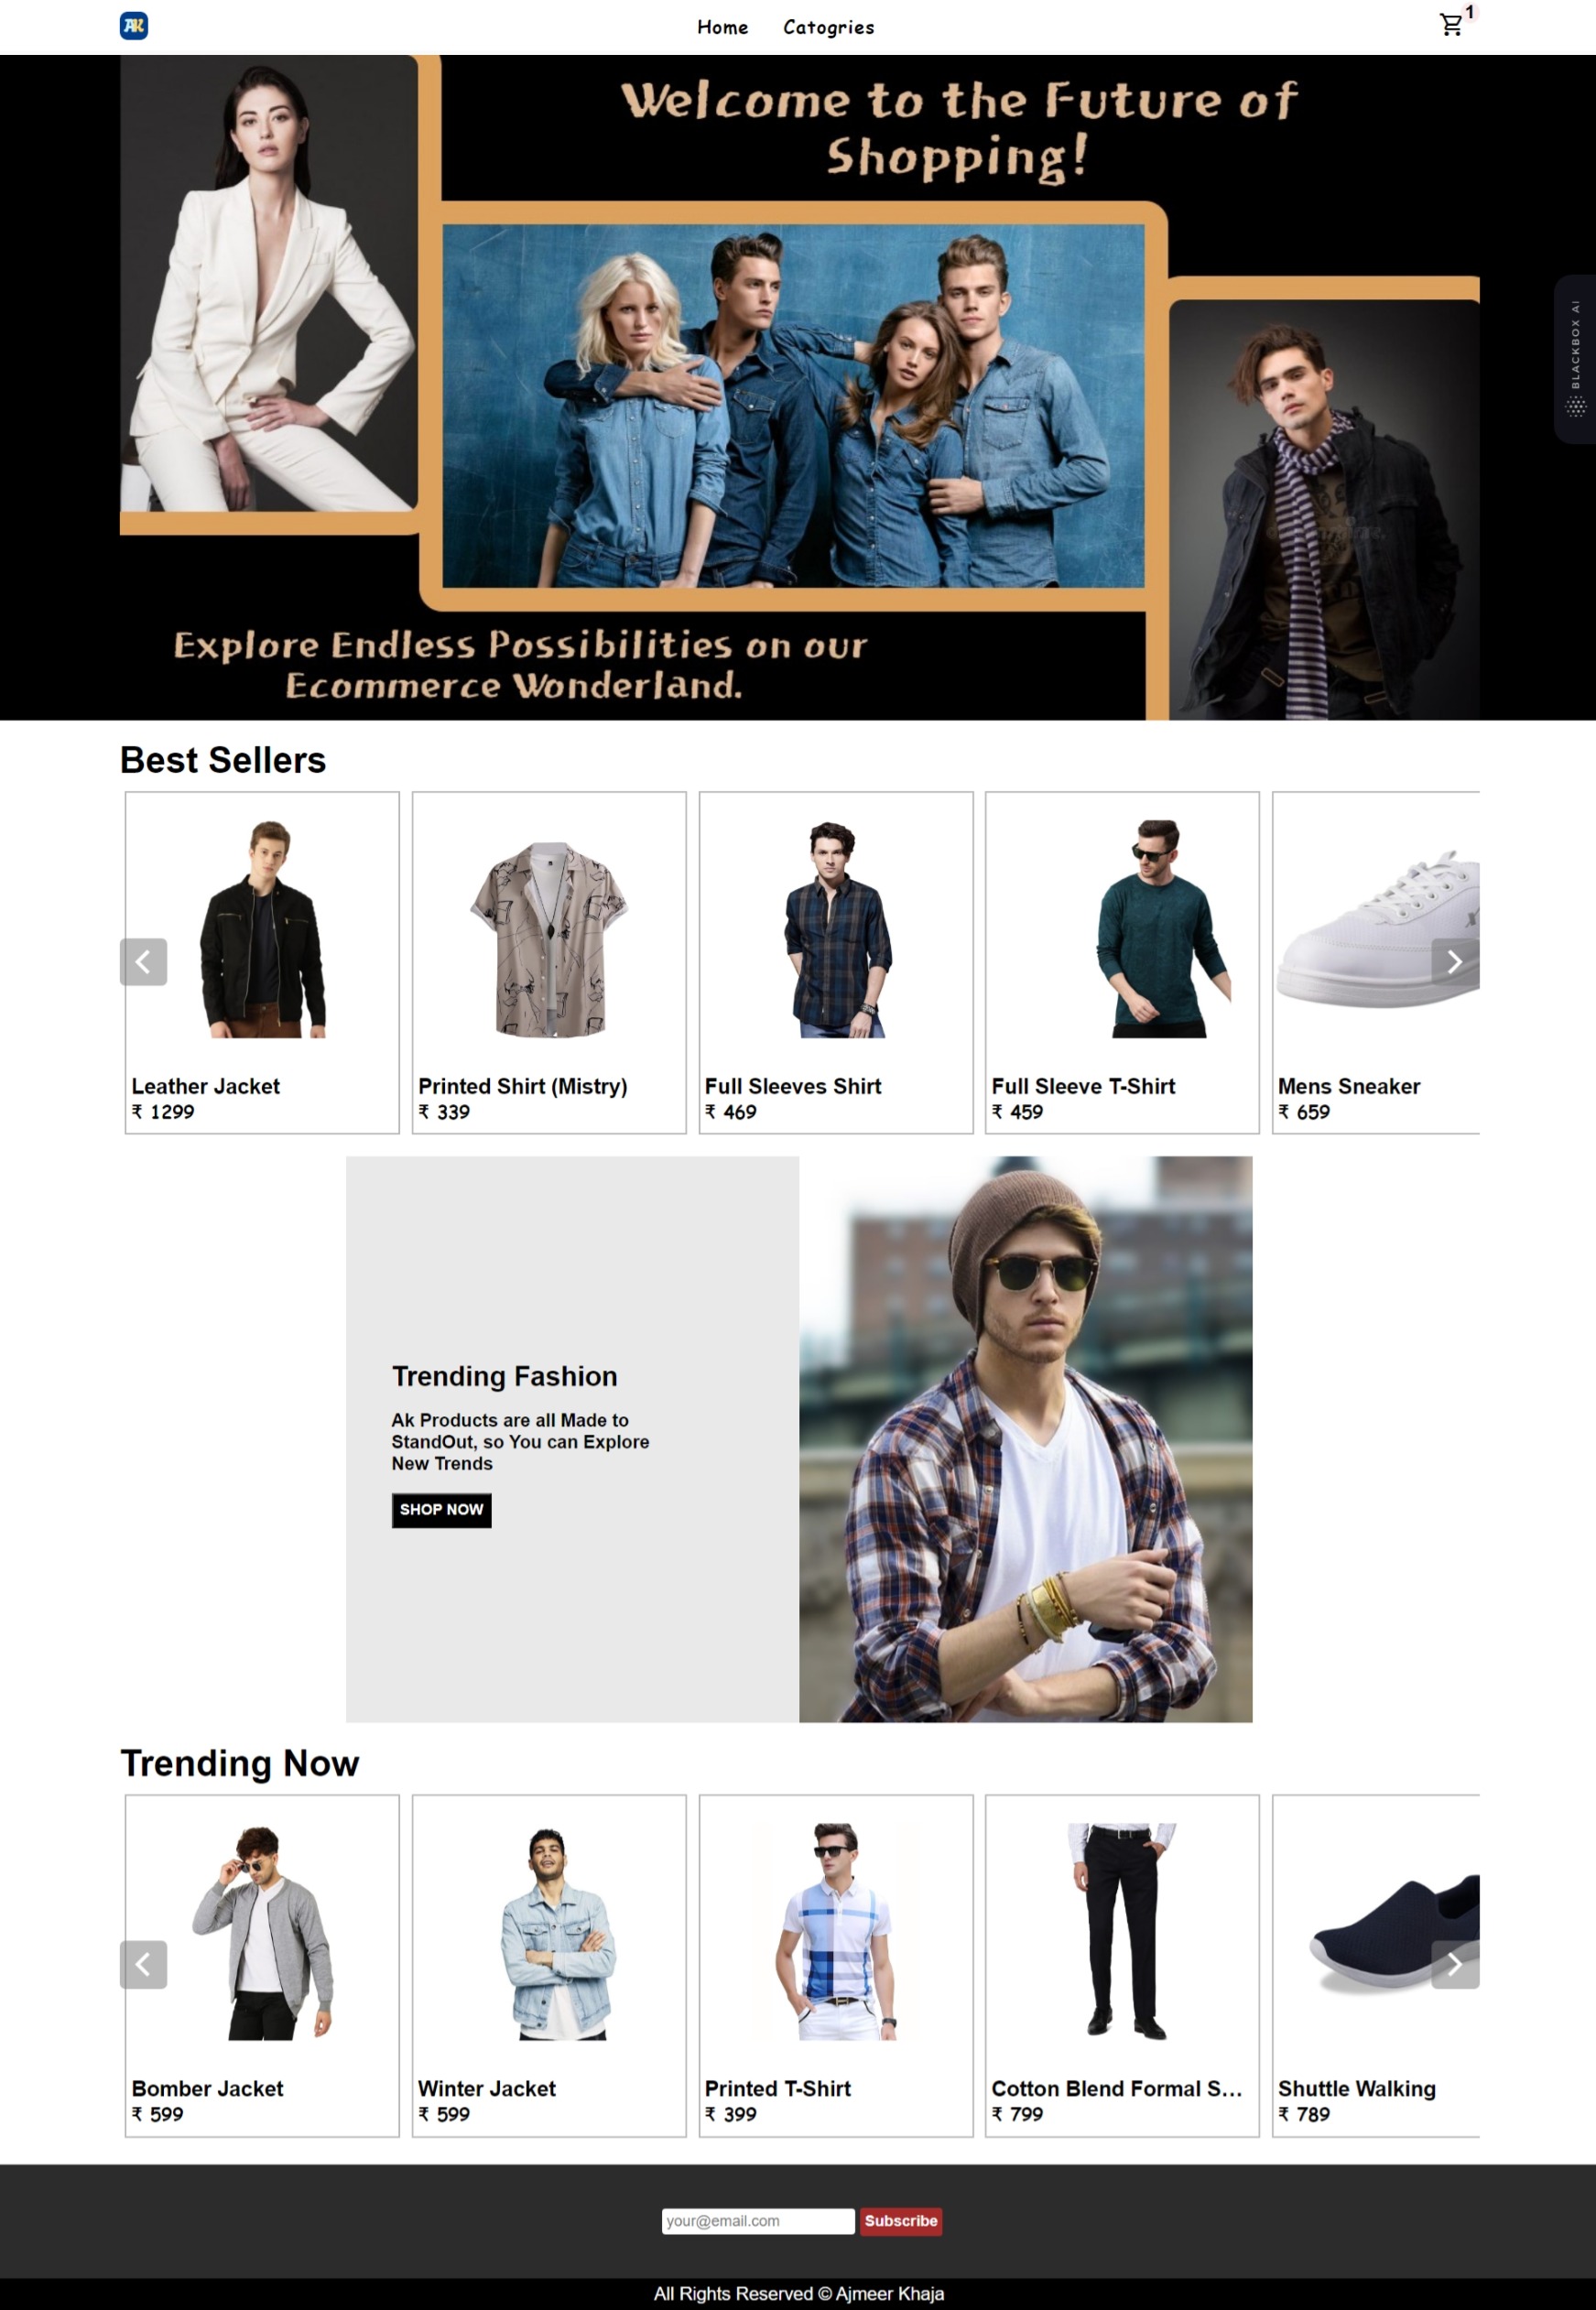 AK
Home Catogries
1
Welcome to the Future of
Shopping!
BLACKBOX AI
Explore Endless Possibilities on our
Ecommerce Wonderland.
Best Sellers
Leather Jacket
₹ 1299
Printed Shirt (Mistry)
₹ 339
Full Sleeves Shirt
₹ 469
Full Sleeve T-Shirt
₹ 459
Mens Sneaker
₹ 659
Trending Fashion
Ak Products are all Made to
StandOut, so You can Explore
New Trends
SHOP NOW
Trending Now
Bomber Jacket
₹ 599
Winter Jacket
₹ 599
Printed T-Shirt
₹ 399
Cotton Blend Formal S...
₹ 799
Shuttle Walking
₹ 789
your@email.com
Subscribe
All Rights Reserved © Ajmeer Khaja